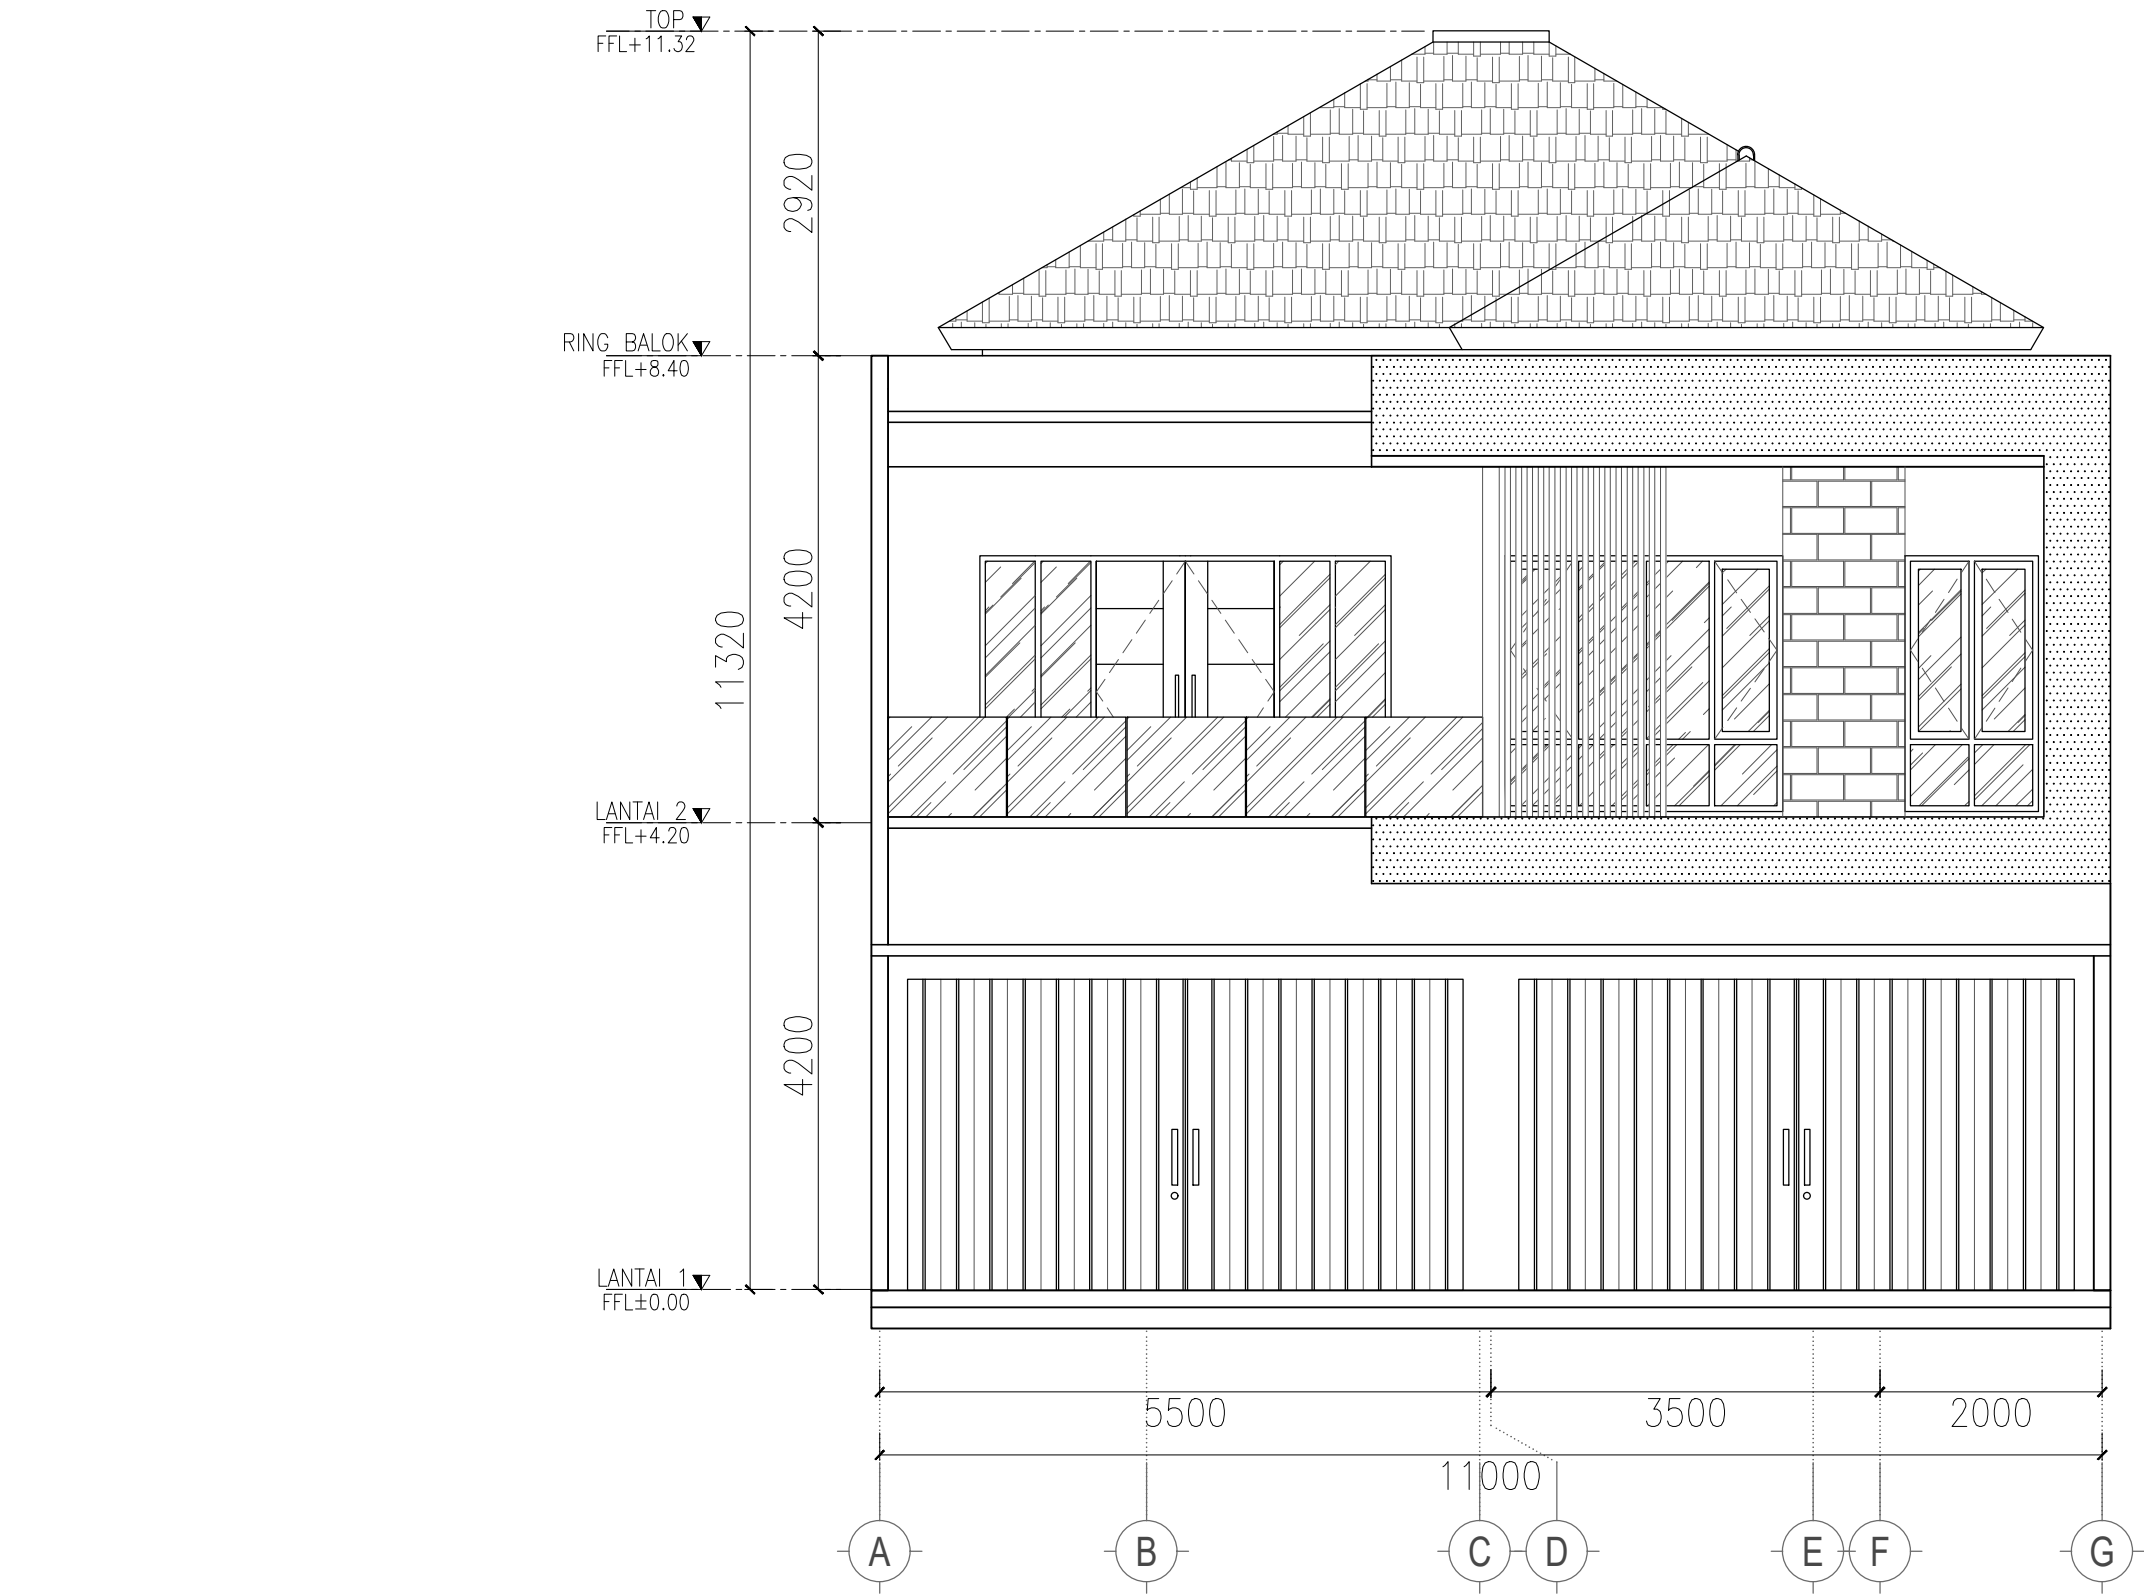 TOP
FFL+11.32
2920
RING BALOK
FFL+8.40
4200
11320
LANTAI 2
FFL+4.20
4200
LANTAI 1
FFL±0.00
5500
3500
2000
11000
A
B
C
D
E
F
G